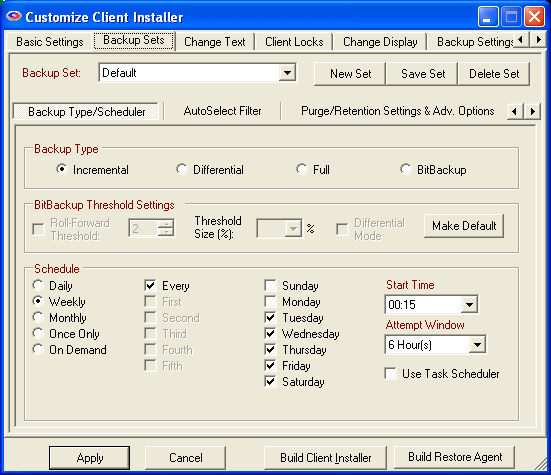 Customize Client Installer
Basic Settings Backup Sets Change Text Client Locks Change Display Backup Settings
Backup Set: Default New Set Save Set Delete Set
Backup Type/Scheduler AutoSelect Filter Purge/Retention Settings & Adv. Options
Backup Type
Incremental Differential Full BitBackup
BitBackup Threshold Settings
Roll-Forward Threshold: 2 Threshold Size (%): % Differential Mode Make Default
Schedule
Daily Every Sunday Start Time
Weekly First Monday 00:15
Monthly Second Tuesday Attempt Window
Once Only Third Wednesday 6 Hour(s)
On Demand Fourth Thursday
Fifth Friday Use Task Scheduler
Saturday
Apply Cancel Build Client Installer Build Restore Agent